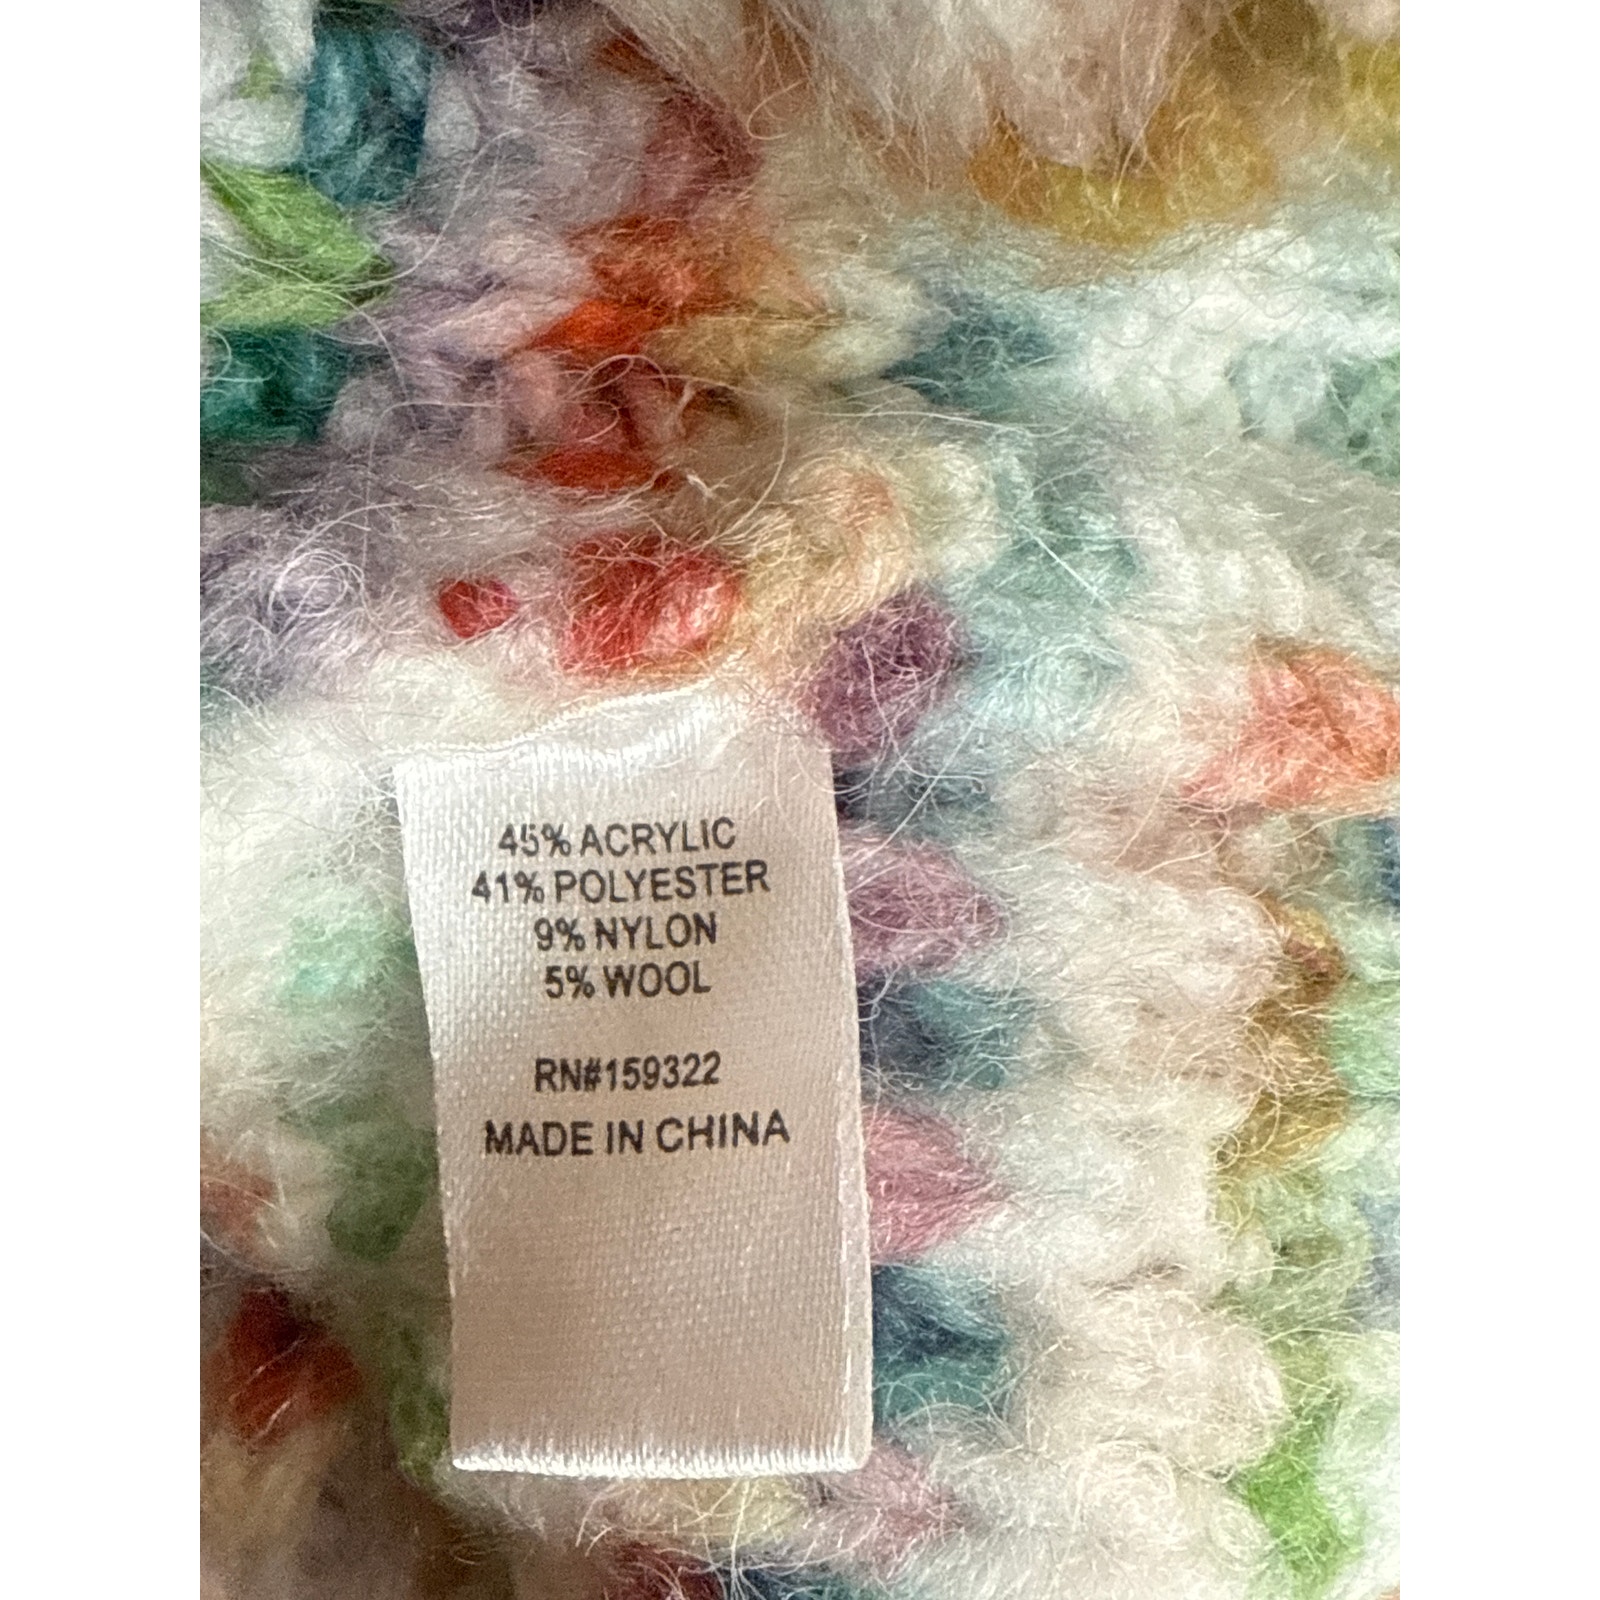 45% ACRYLIC
41% POLYESTER
9% NYLON
5% WOOL
RN#159322
MADE IN CHINA